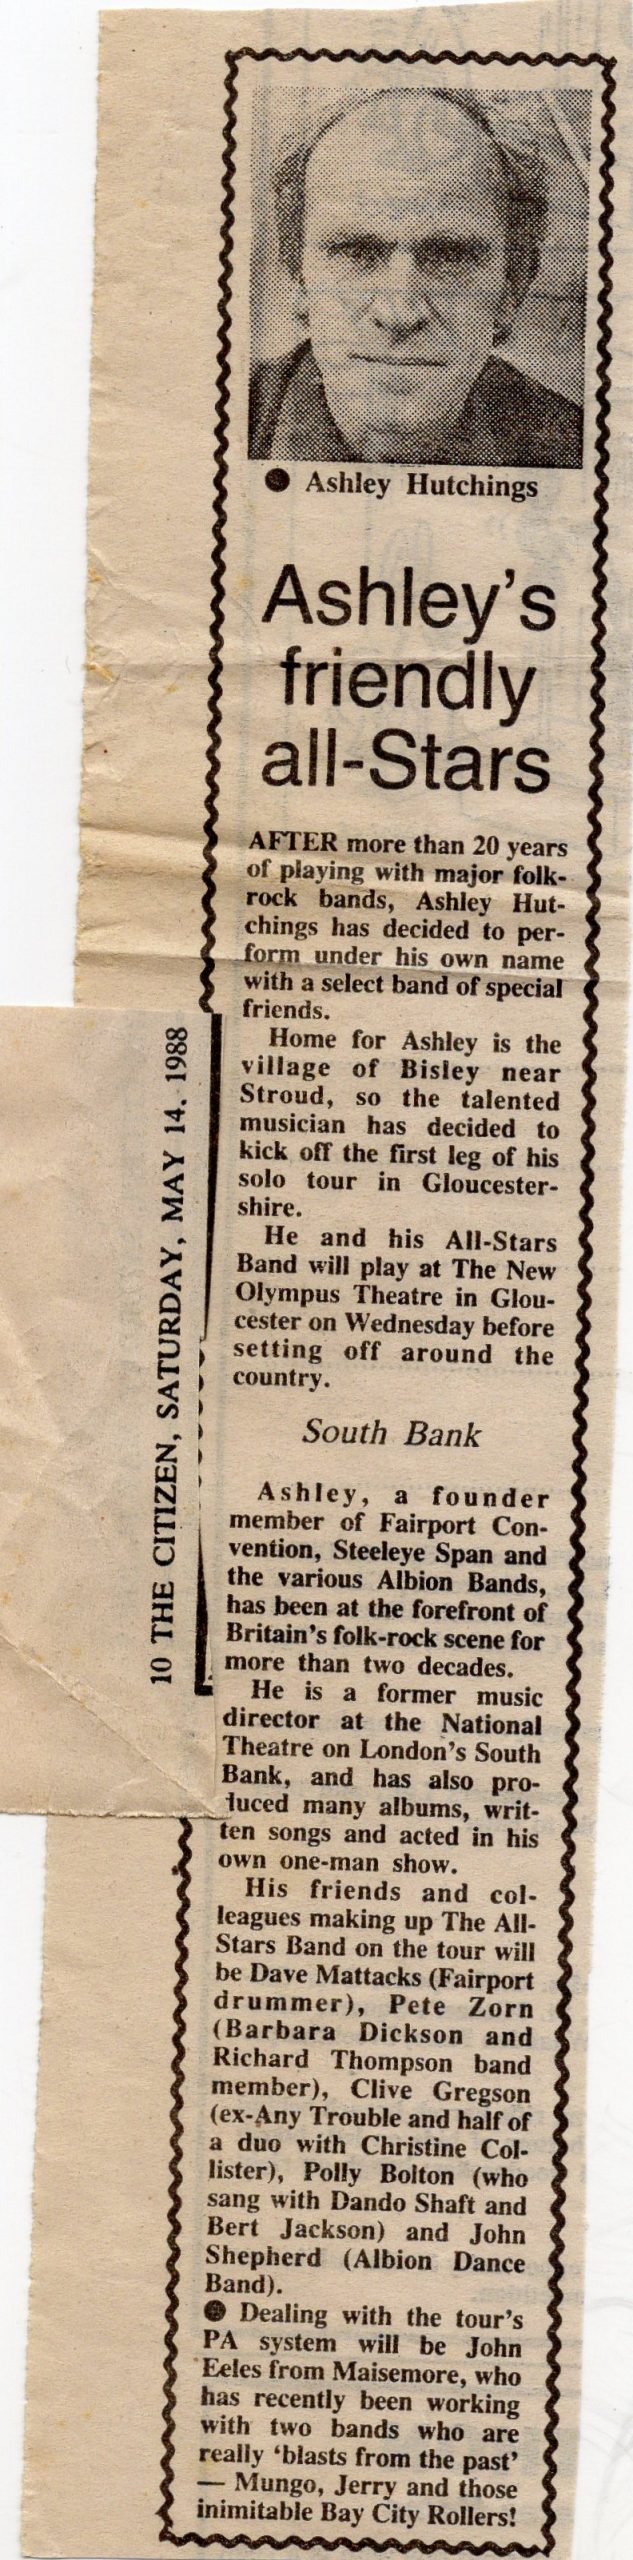 ● Ashley Hutchings
Ashley's
friendly
all-Stars
AFTER more than 20 years
of playing with major folk-
rock bands, Ashley Hut-
chings has decided to per-
form under his own name
with a select band of special
friends.
Home for Ashley is the
village of Bisley near
Stroud, so the talented
musician has decided to
kick off the first leg of his
solo tour in Gloucester-
shire.
He and his All-Stars
Band will play at The New
Olympus Theatre in Glou-
cester on Wednesday before
setting off around the
country.
South Bank
Ashley, a founder
member of Fairport Con-
vention, Steeleye Span and
the various Albion Bands,
has been at the forefront of
Britain's folk-rock scene for
more than two decades.
He is a former music
director at the National
Theatre on London's South
Bank, and has also pro-
duced many albums, writ-
ten songs and acted in his
own one-man show.
His friends and col-
leagues making up The All-
Stars Band on the tour will
be Dave Mattacks (Fairport
drummer), Pete Zorn
(Barbara Dickson and
Richard Thompson band
member), Clive Gregson
(ex-Any Trouble and half of
a duo with Christine Col-
lister), Polly Bolton (who
sang with Dando Shaft and
Bert Jackson) and John
Shepherd (Albion Dance
Band).
● Dealing with the tour's
PA system will be John
Eeles from Maisemore, who
has recently been working
with two bands who are
really 'blasts from the past'
— Mungo, Jerry and those
inimitable Bay City Rollers!
10 THE CITIZEN, SATURDAY, MAY 14. 1988